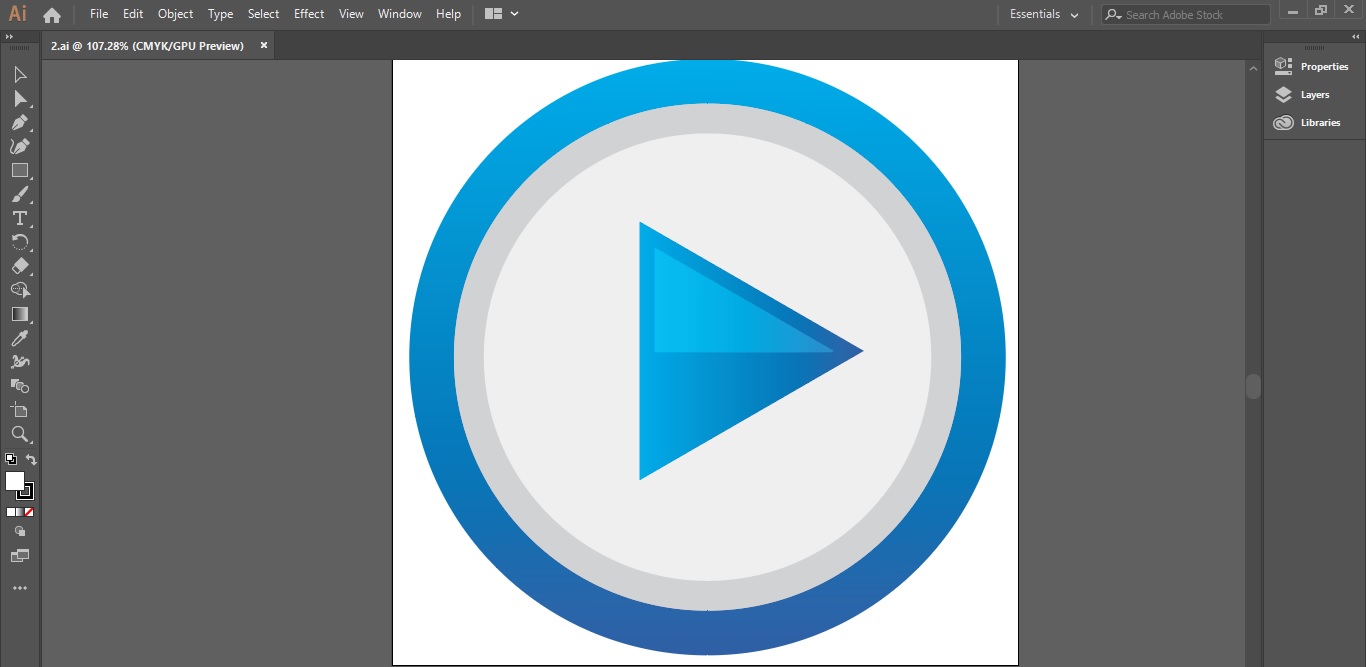 Ai File Edit Object Type Select Effect View Window Help Essentials Search Adobe Stock
2.ai @ 107.28% (CMYK/GPU Preview) ×
Properties
Layers
Libraries